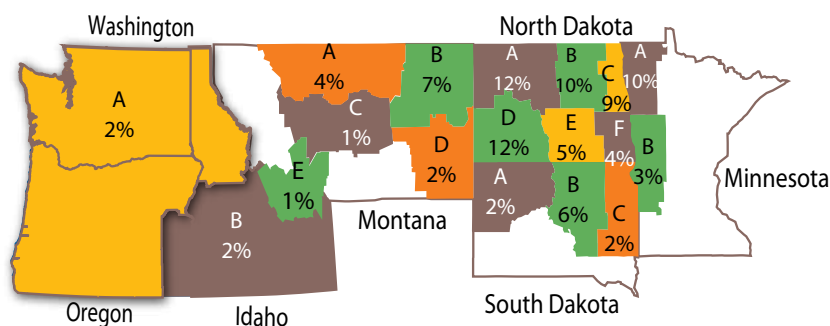 Washington
North Dakota
A
4%
B
7%
A
12%
B
10%
C
9%
A
10%
A
2%
C
1%
D
2%
D
12%
E
5%
F
4%
B
3%
E
1%
A
2%
B
6%
C
2%
Minnesota
B
2%
Montana
Oregon
Idaho
South Dakota